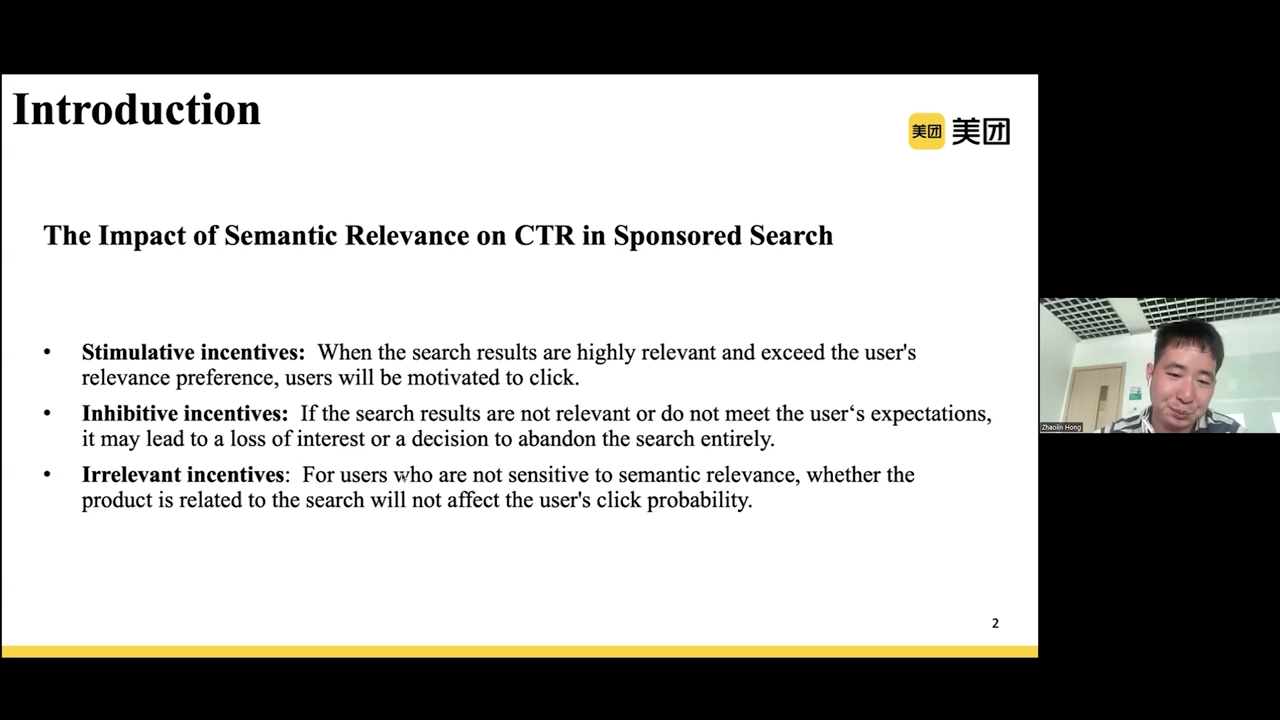 Introduction
美团 美团
The Impact of Semantic Relevance on CTR in Sponsored Search
• Stimulative incentives: When the search results are highly relevant and exceed the user's
relevance preference, users will be motivated to click.
• Inhibitive incentives: If the search results are not relevant or do not meet the user‘s expectations,
it may lead to a loss of interest or a decision to abandon the search entirely.
• Irrelevant incentives: For users who are not sensitive to semantic relevance, whether the
product is related to the search will not affect the user's click probability.
2
Zhaolin Hong